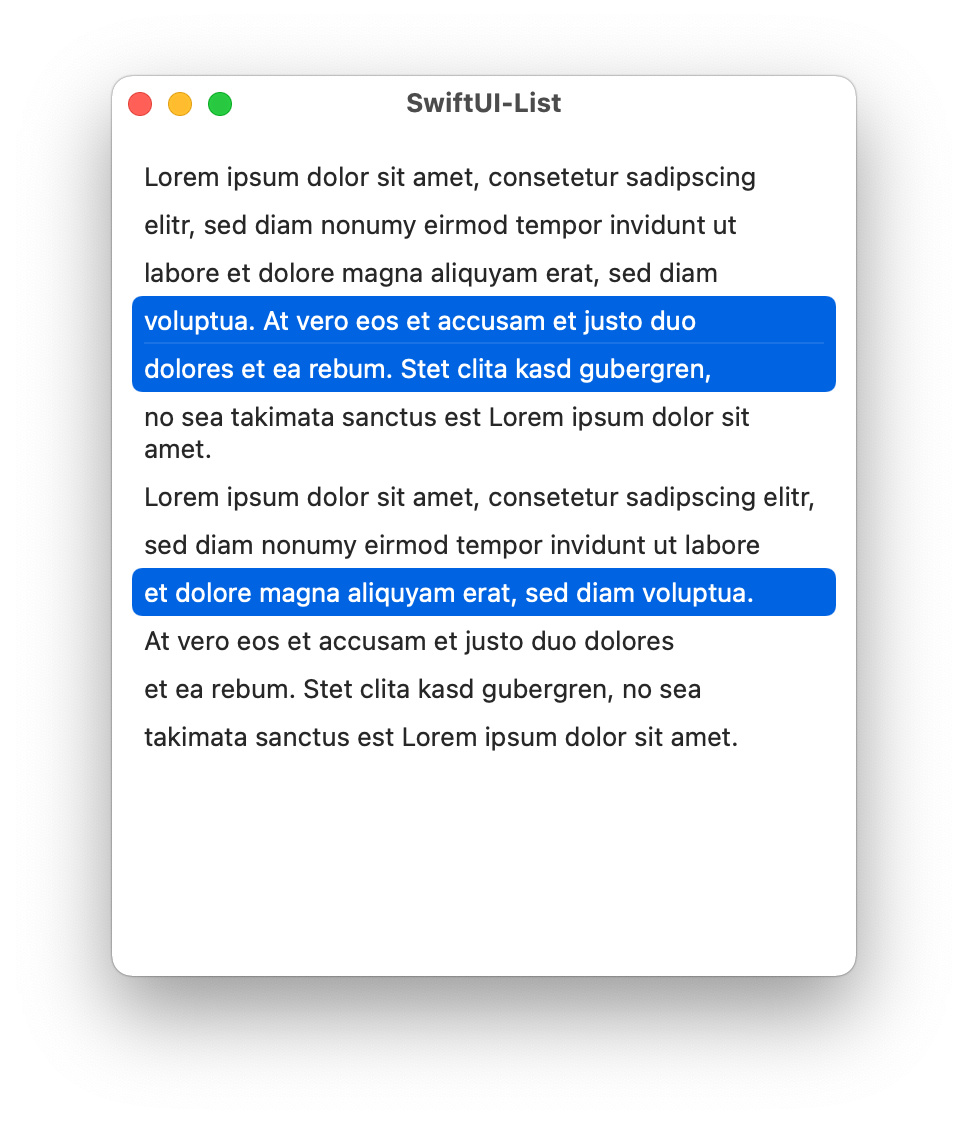 SwiftUI-List
Lorem ipsum dolor sit amet, consetetur sadipscing
elitr, sed diam nonumy eirmod tempor invidunt ut
labore et dolore magna aliquyam erat, sed diam
voluptua. At vero eos et accusam et justo duo
dolores et ea rebum. Stet clita kasd gubergren,
no sea takimata sanctus est Lorem ipsum dolor sit
amet.
Lorem ipsum dolor sit amet, consetetur sadipscing elitr,
sed diam nonumy eirmod tempor invidunt ut labore
et dolore magna aliquyam erat, sed diam voluptua.
At vero eos et accusam et justo duo dolores
et ea rebum. Stet clita kasd gubergren, no sea
takimata sanctus est Lorem ipsum dolor sit amet.